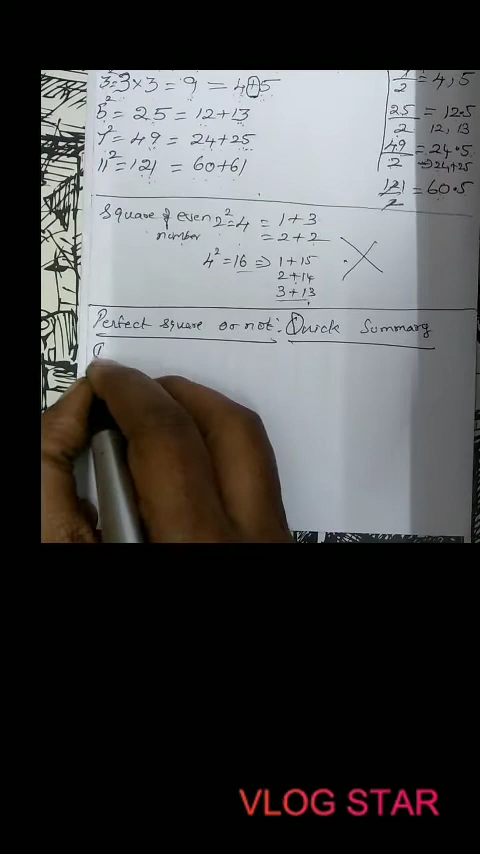 3²=3×3 = 9 = 4+5
5² = 25 = 12+13
7² = 49 = 24+25
11² = 121 = 60+61
/2 = 4,5
25/2 = 12.5
12, 13
49/2 = 24.5
⇒ 24+25
121/2 = 60.5
Square of even number
2²=4 = 1+3
= 2+2
4² = 16 ⇒ 1+15
2+14
3+13
Perfect square or not: Quick Summary
VLOG STAR